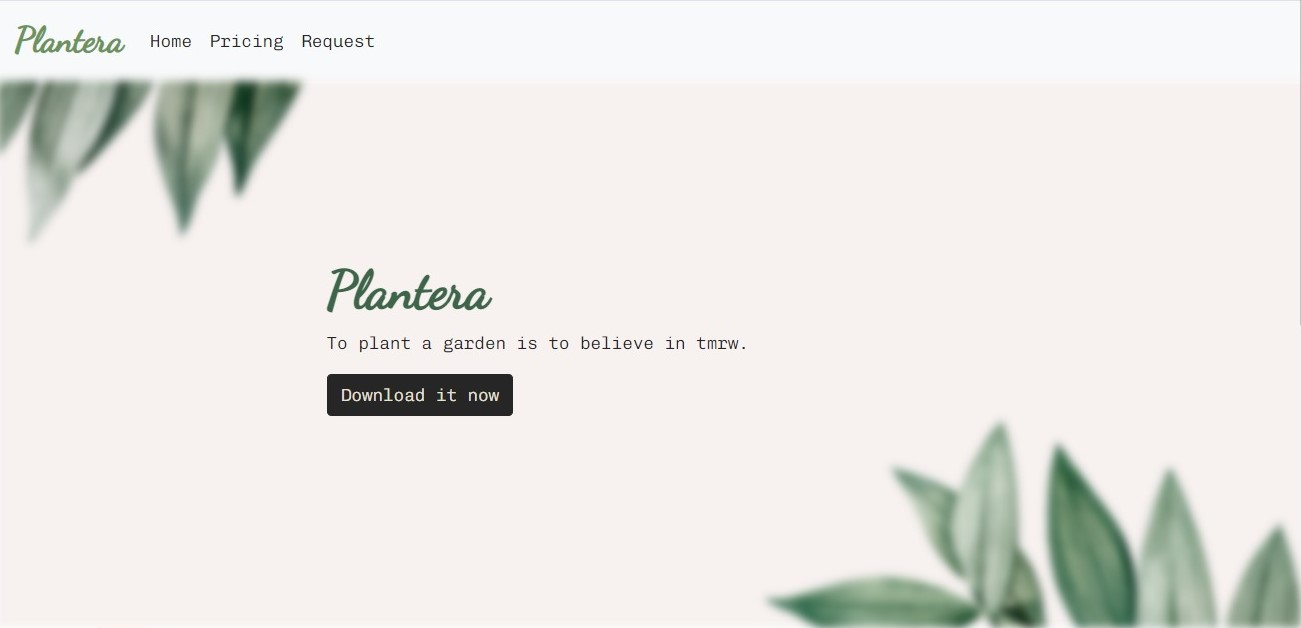 Plantera Home Pricing Request
Plantera
To plant a garden is to believe in tmrw.
Download it now